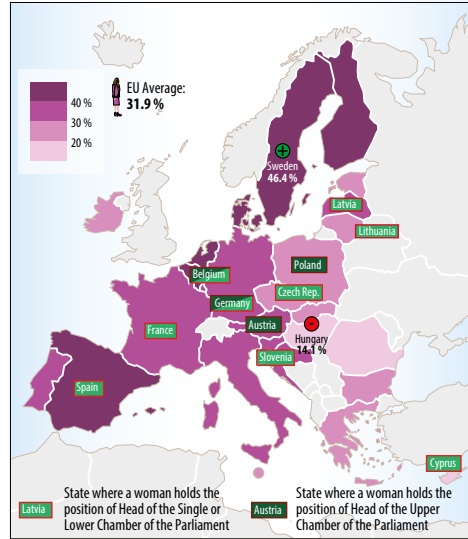 EU Average:
31.9 %
40 %
30 %
20 %
+
Sweden
46.4 %
Latvia
Lithuania
Poland
Belgium
Czech Rep.
Germany
France
Austria
-
Hungary
14.1 %
Slovenia
Spain
Cyprus
Latvia
State where a woman holds the
position of Head of the Single or
Lower Chamber of the Parliament
Austria
State where a woman holds the
position of Head of the Upper
Chamber of the Parliament